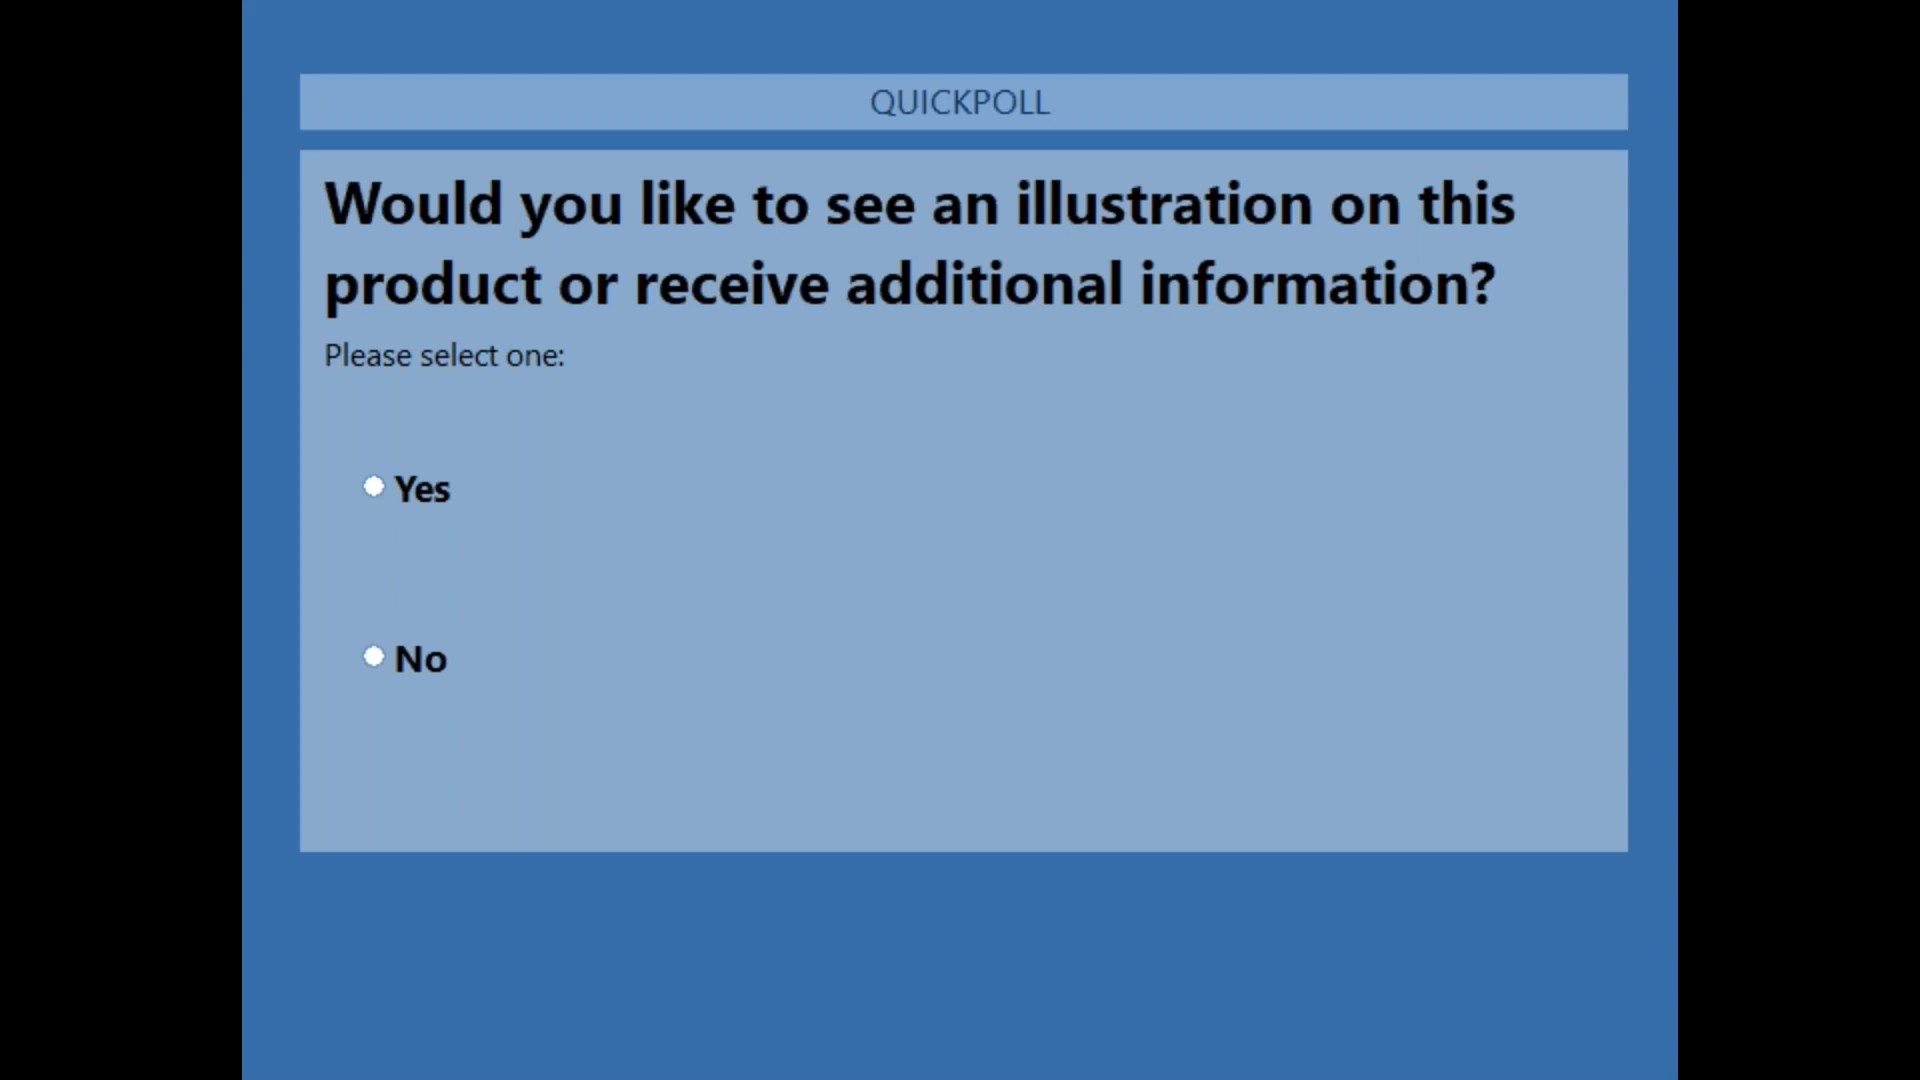 QUICKPOLL
Would you like to see an illustration on this
product or receive additional information?
Please select one:
Yes
No